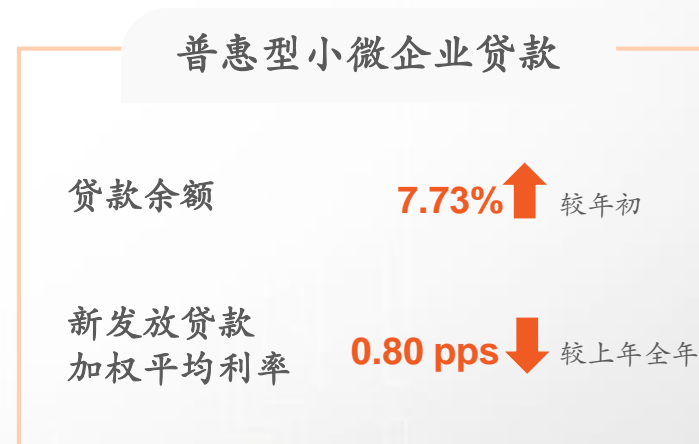 普惠型小微企业贷款
贷款余额
7.73%
较年初
新发放贷款
加权平均利率
0.80 pps
较上年全年